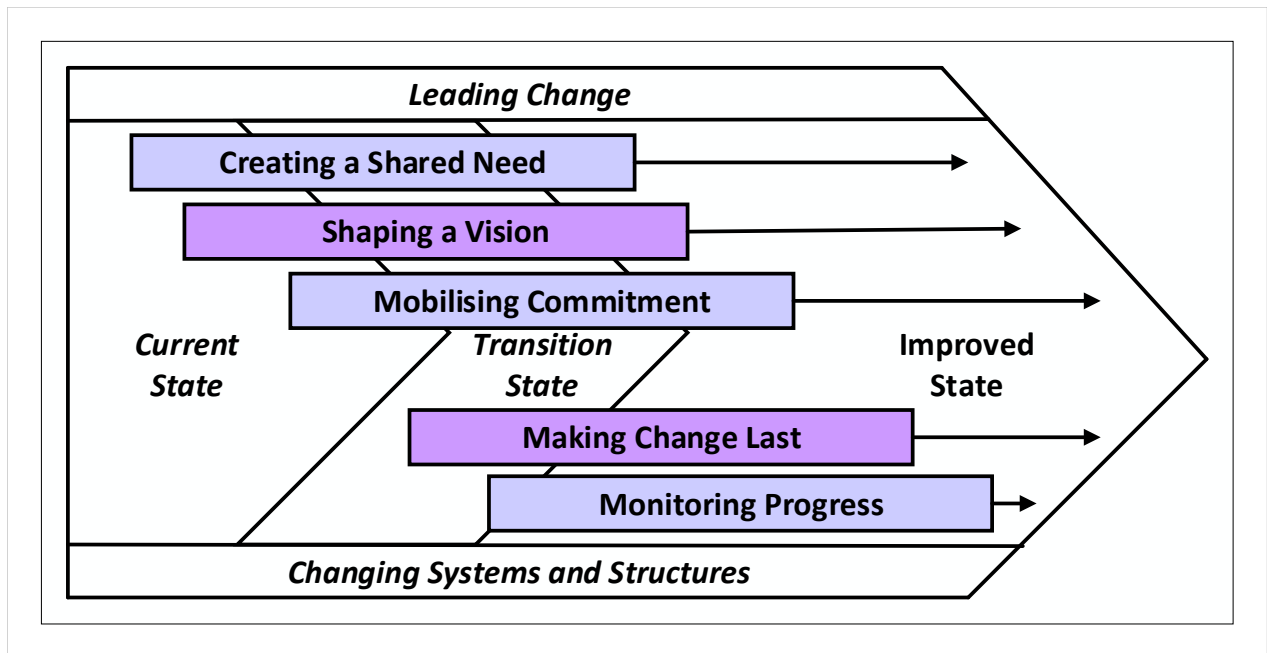 Leading Change
Creating a Shared Need
Shaping a Vision
Mobilising Commitment
Current
State
Transition
State
Improved
State
Making Change Last
Monitoring Progress
Changing Systems and Structures